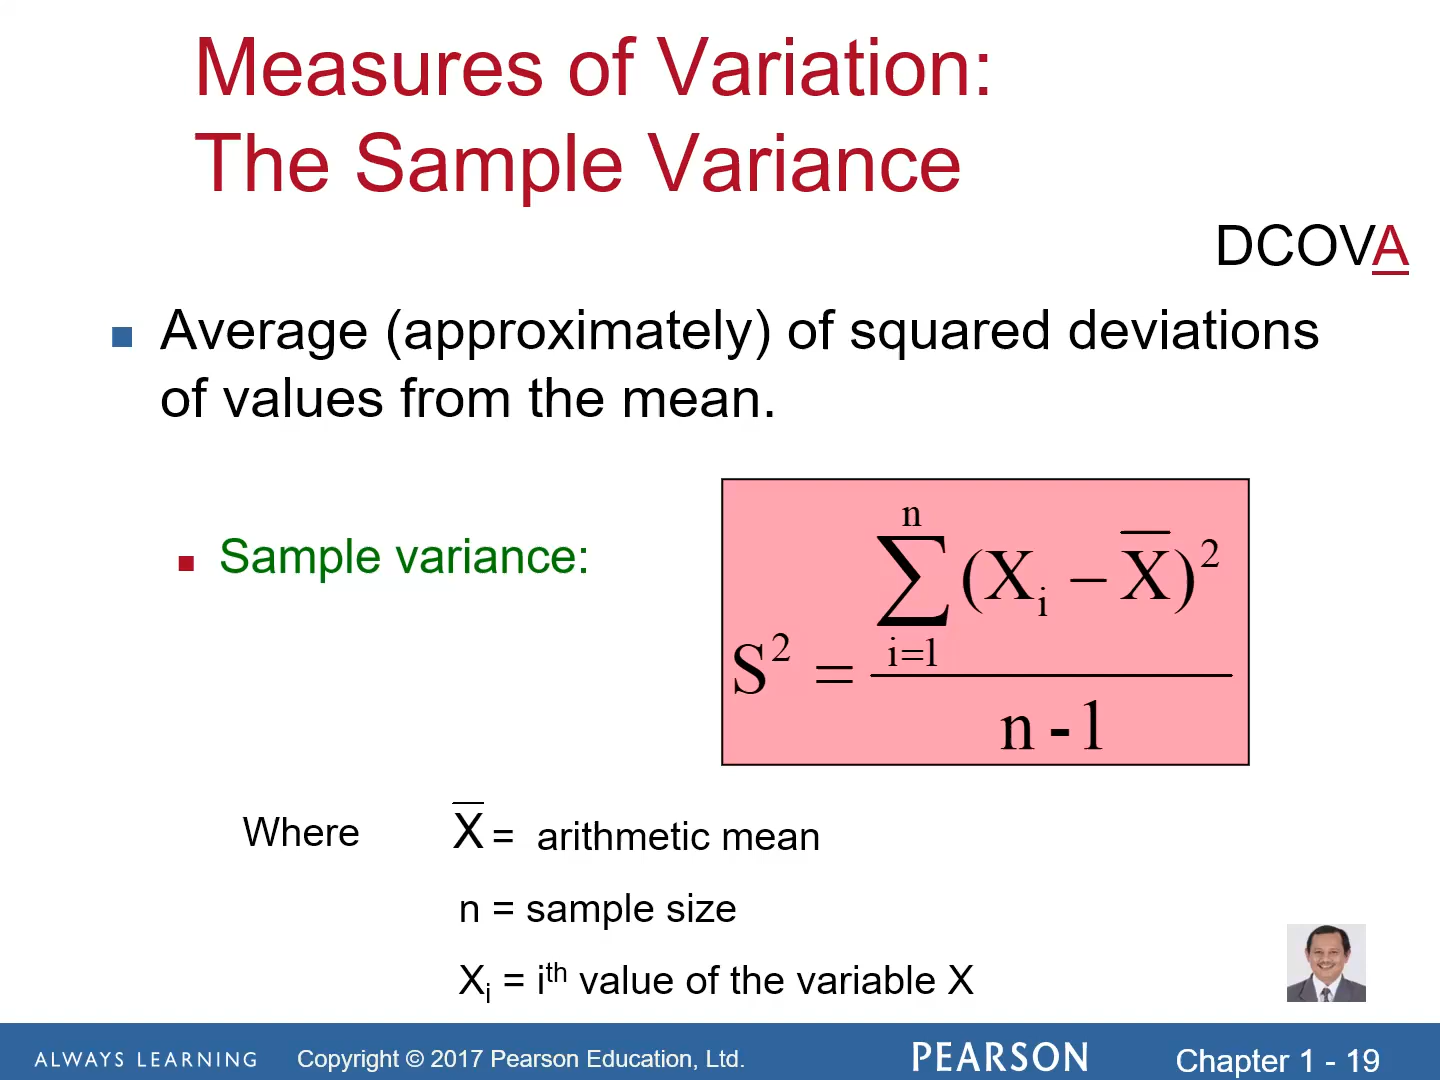 Measures of Variation:
The Sample Variance
DCOVA
Average (approximately) of squared deviations
of values from the mean.
Sample variance:
S² = 
n
∑ (Xᵢ – X̅)²
i=1
n - 1
Where X̅ = arithmetic mean
n = sample size
Xᵢ = iᵗʰ value of the variable X
ALWAYS LEARNING Copyright © 2017 Pearson Education, Ltd. PEARSON Chapter 1 - 19